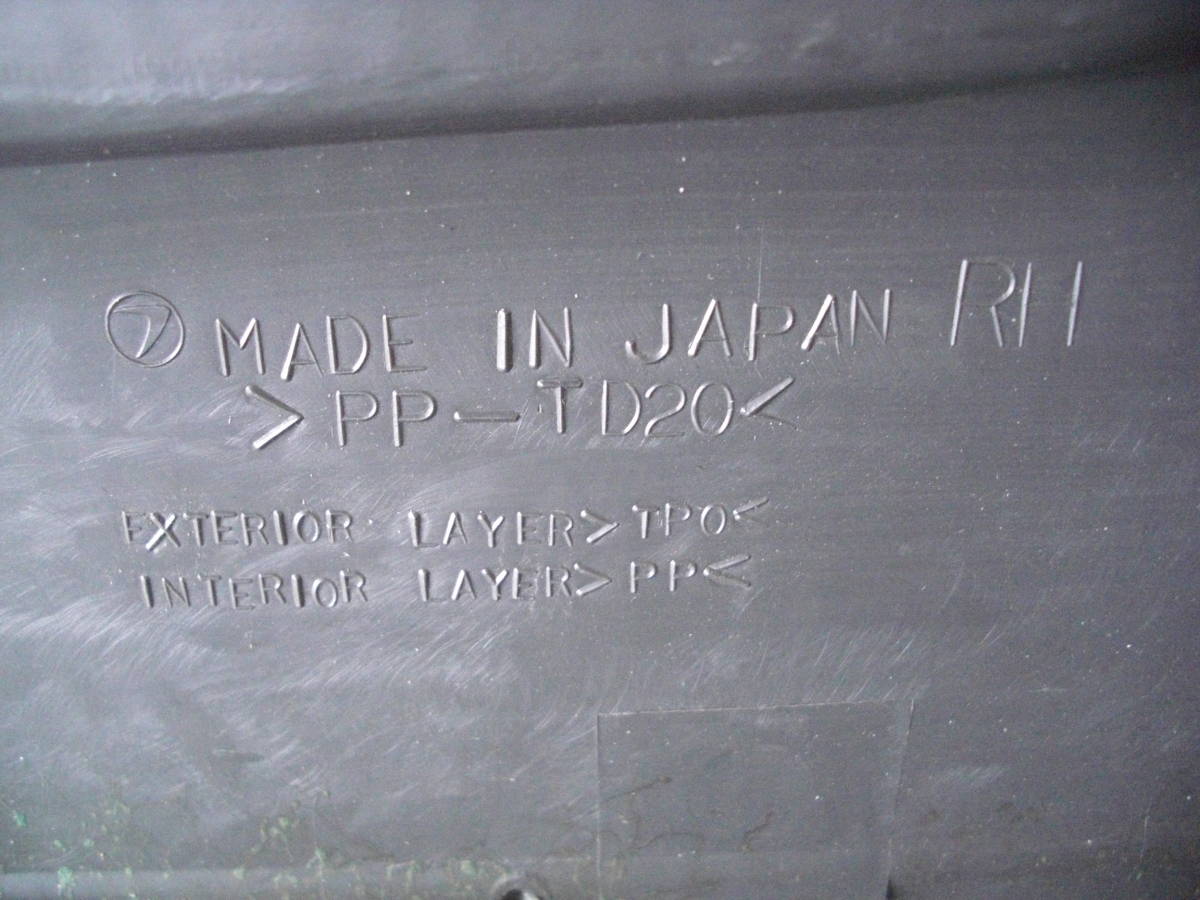 MADE IN JAPAN RH
>PP-TD20<
EXTERIOR LAYER>TPO<
INTERIOR LAYER>PP<